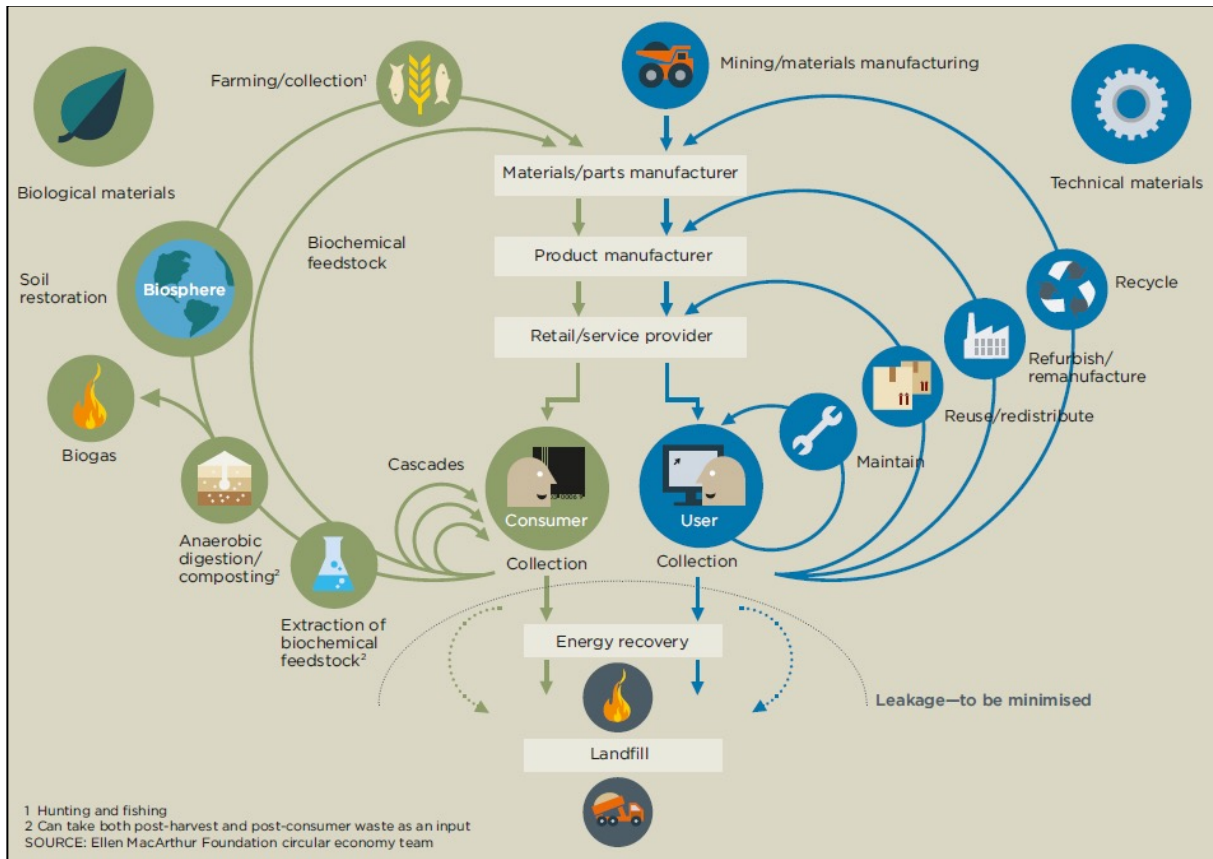 Farming/collection¹
Mining/materials manufacturing
Biological materials
Technical materials
Materials/parts manufacturer
Biochemical
feedstock
Product manufacturer
Soil
restoration
Biosphere
Recycle
Retail/service provider
Refurbish/
remanufacture
Reuse/redistribute
Biogas
Cascades
Maintain
Consumer
User
Anaerobic
digestion/
composting²
Collection
Collection
Extraction of
biochemical
feedstock²
Energy recovery
Leakage—to be minimised
Landfill
1 Hunting and fishing
2 Can take both post-harvest and post-consumer waste as an input
SOURCE: Ellen MacArthur Foundation circular economy team